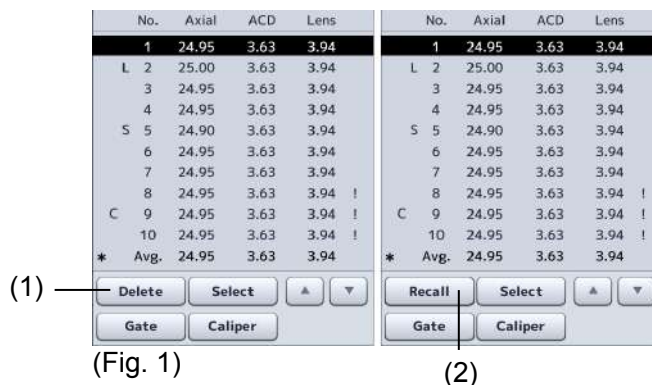 No. Axial ACD Lens
1 24.95 3.63 3.94
L 2 25.00 3.63 3.94
3 24.95 3.63 3.94
4 24.95 3.63 3.94
S 5 24.90 3.63 3.94
6 24.95 3.63 3.94
7 24.95 3.63 3.94
8 24.95 3.63 3.94 !
C 9 24.95 3.63 3.94 !
10 24.95 3.63 3.94 !
* Avg. 24.95 3.63 3.94
(1)
Delete Select ▲ ▼
Gate Caliper
(Fig. 1)
No. Axial ACD Lens
1 24.95 3.63 3.94
L 2 25.00 3.63 3.94
3 24.95 3.63 3.94
4 24.95 3.63 3.94
S 5 24.90 3.63 3.94
6 24.95 3.63 3.94
7 24.95 3.63 3.94
8 24.95 3.63 3.94 !
C 9 24.95 3.63 3.94 !
10 24.95 3.63 3.94 !
* Avg. 24.95 3.63 3.94
Recall Select ▲ ▼
Gate Caliper
(2)